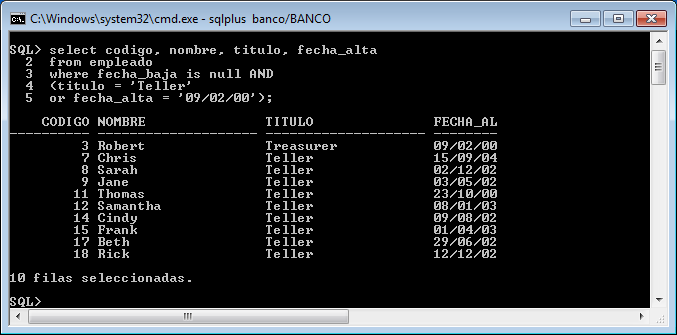 C:\Windows\system32\cmd.exe - sqlplus  banco/BANCO
SQL> select codigo, nombre, titulo, fecha_alta
  2  from empleado
  3  where fecha_baja is null AND
  4  (titulo = 'Teller'
  5  or fecha_alta = '09/02/00');
    CODIGO NOMBRE               TITULO               FECHA_AL
---------- -------------------- -------------------- --------
         3 Robert               Treasurer            09/02/00
         7 Chris                Teller               15/09/04
         8 Sarah                Teller               02/12/02
         9 Jane                 Teller               03/05/02
        11 Thomas               Teller               23/10/00
        12 Samantha             Teller               08/01/03
        14 Cindy                Teller               09/08/02
        15 Frank                Teller               01/04/03
        17 Beth                 Teller               29/06/02
        18 Rick                 Teller               12/12/02
10 filas seleccionadas.
SQL>